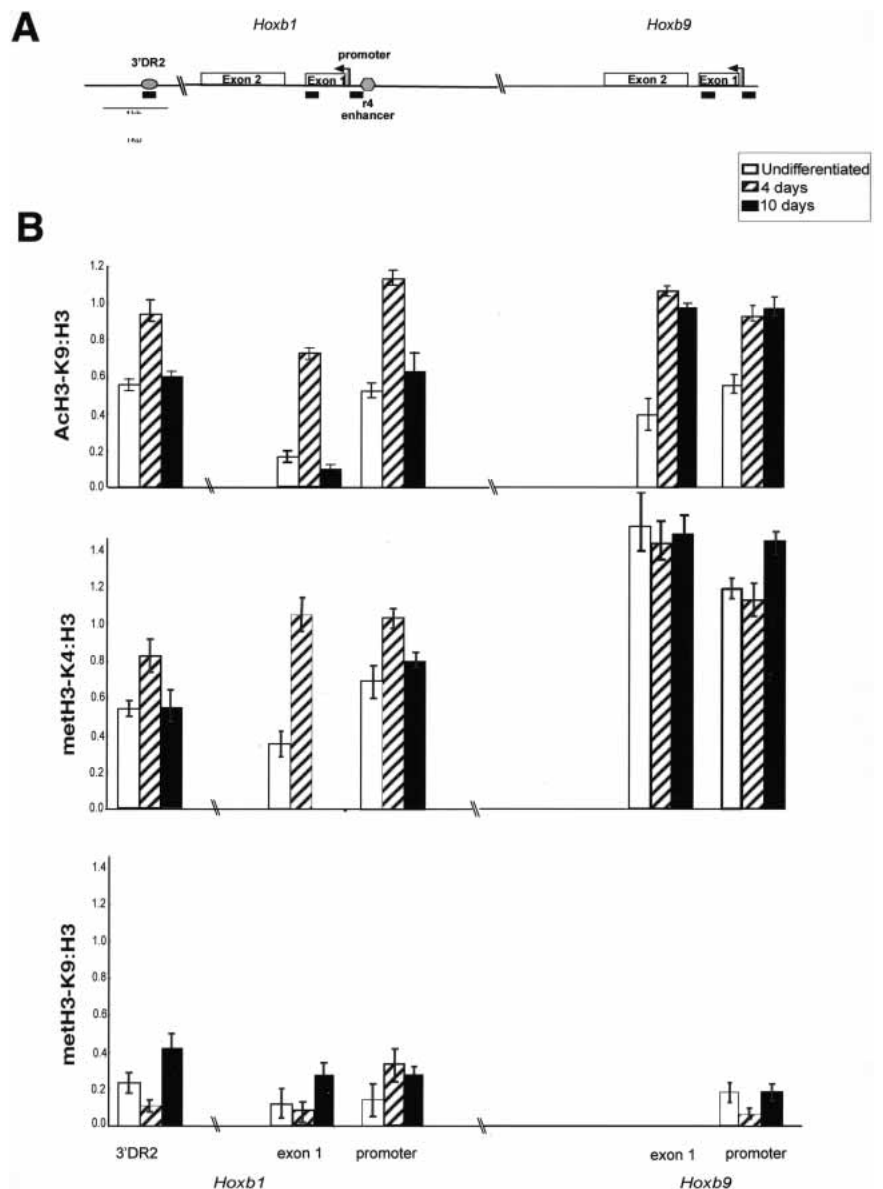 A
Hoxb1
Hoxb9
3'DR2
promoter
Exon 2
Exon 1
Exon 2
Exon 1
r4
enhancer
Undifferentiated
4 days
10 days
B
AcH3-K9:H3
1.2
1.0
0.8
0.6
0.4
0.2
0.0
metH3-K4:H3
1.4
1.2
1.0
0.8
0.6
0.4
0.2
0.0
metH3-K9:H3
1.4
1.2
1.0
0.8
0.6
0.4
0.2
0.0
3'DR2
exon 1
promoter
exon 1
promoter
Hoxb1
Hoxb9